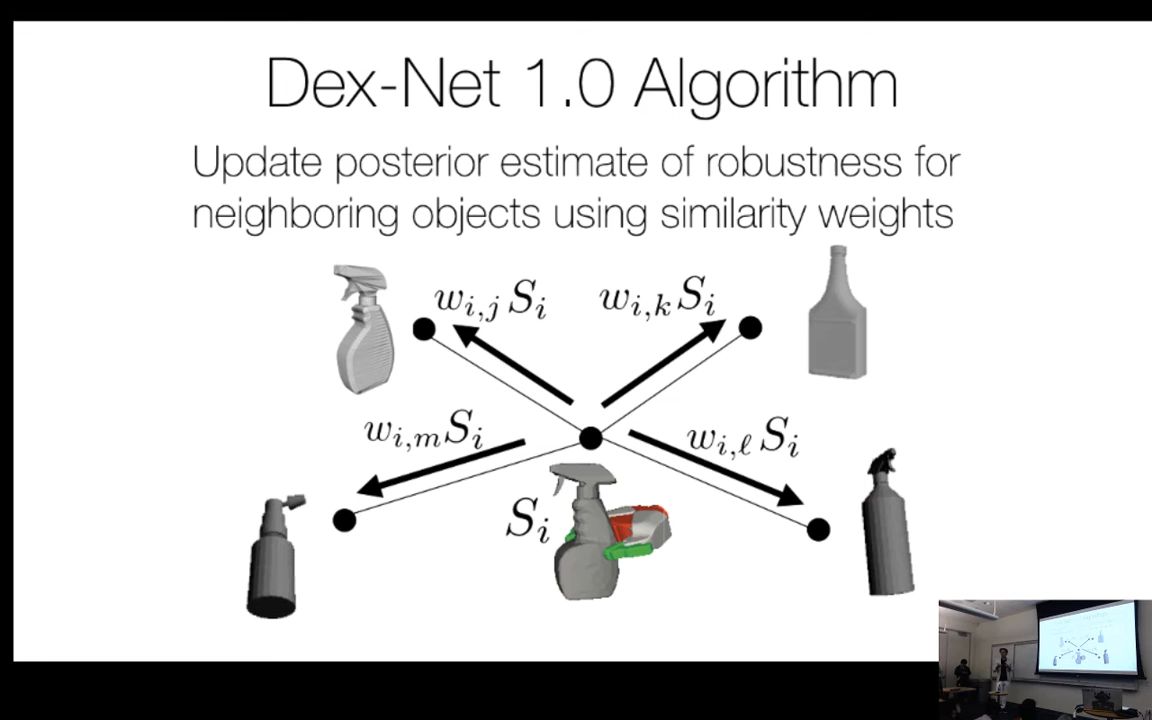 Dex-Net 1.0 Algorithm
Update posterior estimate of robustness for
neighboring objects using similarity weights
w_{i,j} S_i
w_{i,k} S_i
w_{i,m} S_i
w_{i,ℓ} S_i
S_i